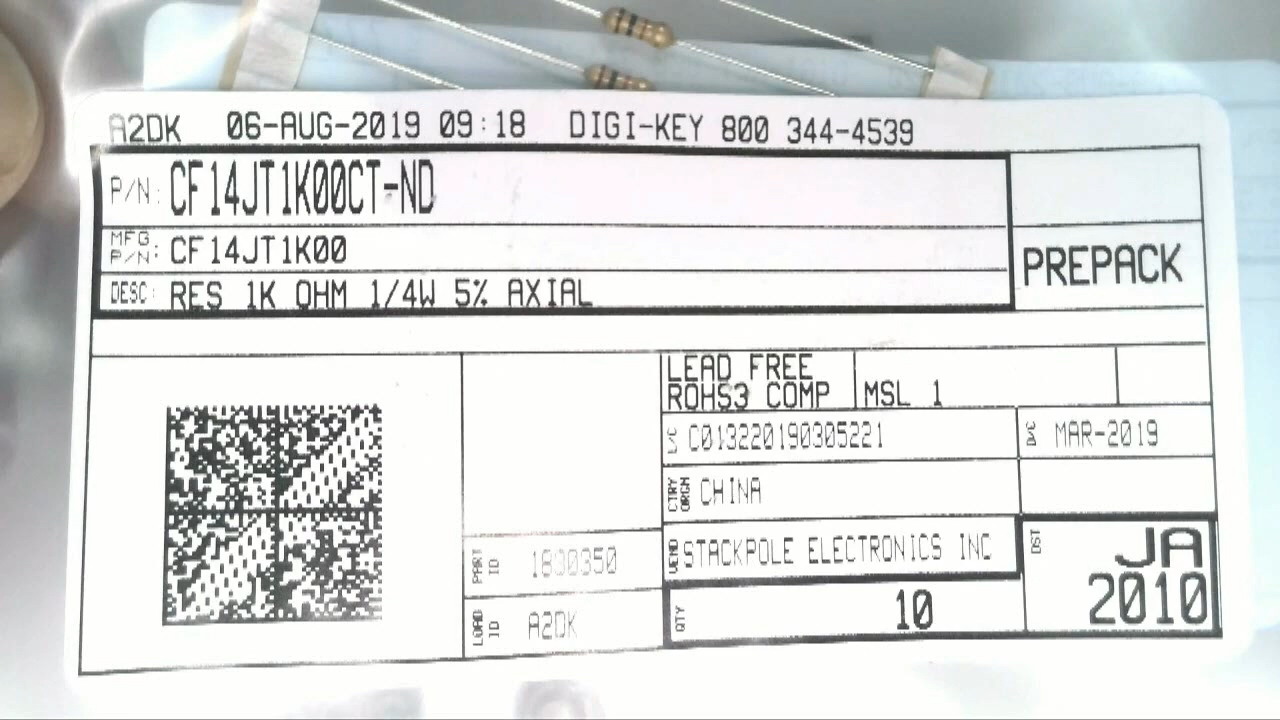 A2DK 06-AUG-2019 09:18 DIGI-KEY 800 344-4539
P/N: CF14JT1K00CT-ND
MFG P/N: CF14JT1K00
PREPACK
DESC: RES 1K OHM 1/4W 5% AXIAL
LEAD FREE
ROHS3 COMP
MSL 1
L/C C013220190305221
D/C MAR-2019
CTRY ORGN CHINA
VEND STACKPOLE ELECTRONICS INC
DST JA
2010
PART ID 1800350
QTY 10
LOAD ID A2DK